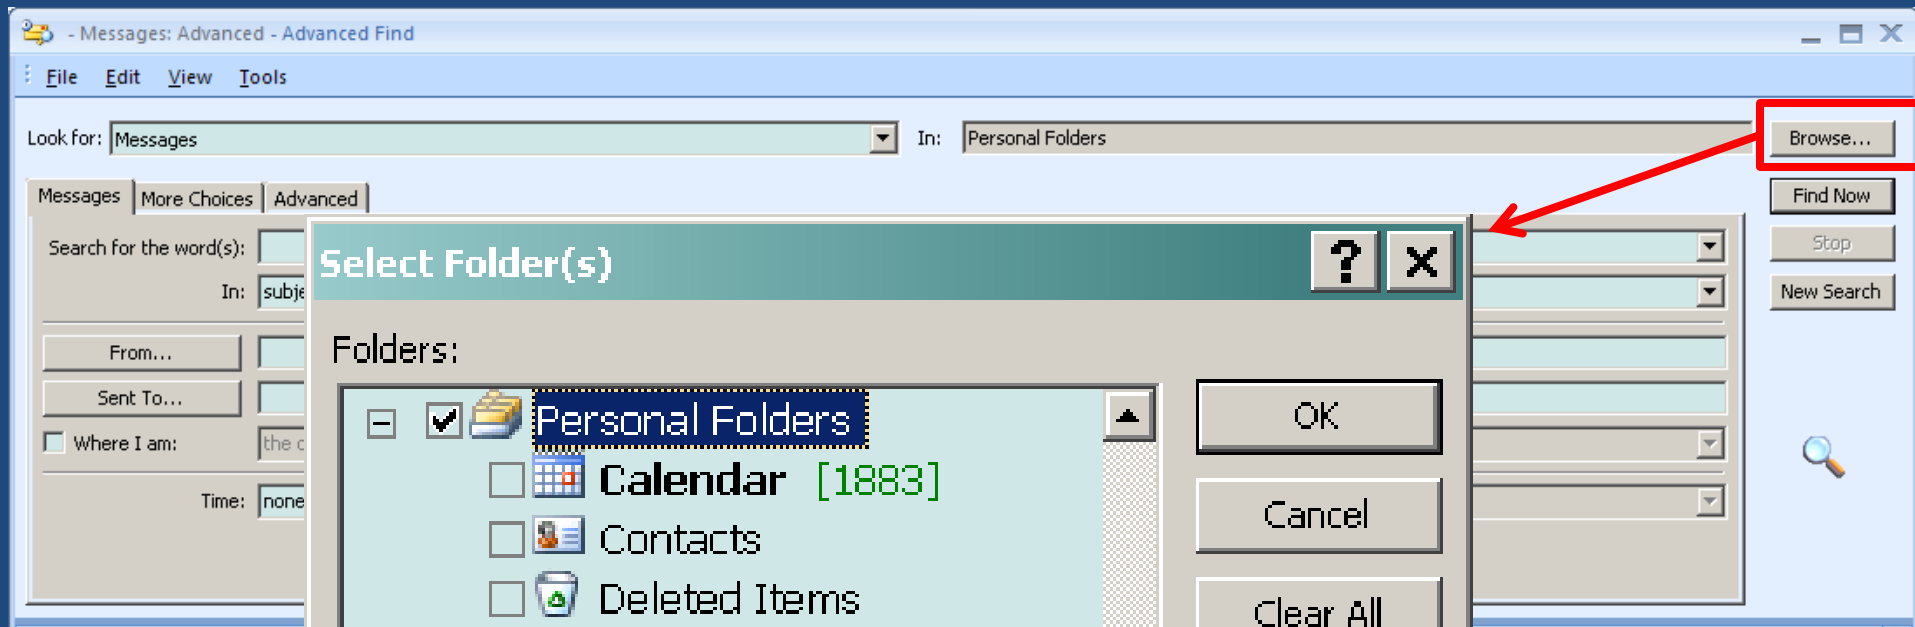 - Messages: Advanced - Advanced Find
File Edit View Tools
Look for: Messages In: Personal Folders Browse...
Messages More Choices Advanced Find Now
Search for the word(s): Stop
In: subje New Search
From...
Sent To...
Where I am: the c
Time: none
Select Folder(s) ? X
Folders:
Personal Folders OK
Calendar [1883]
Contacts Cancel
Deleted Items Clear All